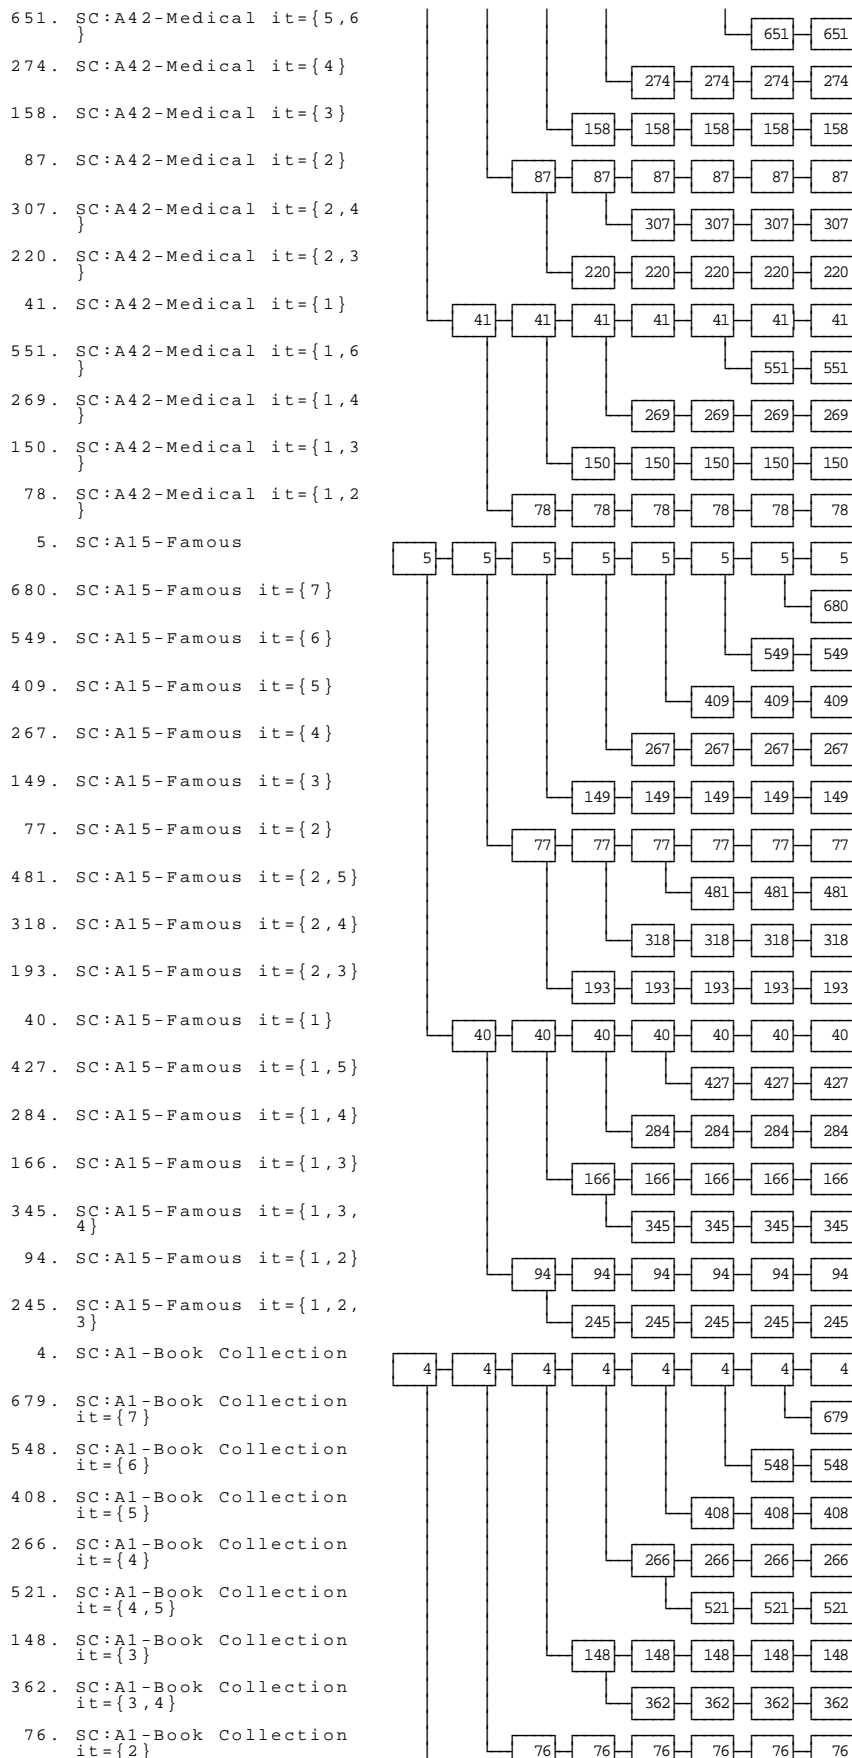 651. SC:A42-Medical it={5,6
} 651 651
274. SC:A42-Medical it={4} 274 274 274 274
158. SC:A42-Medical it={3} 158 158 158 158 158
87. SC:A42-Medical it={2} 87 87 87 87 87 87
307. SC:A42-Medical it={2,4
} 307 307 307 307
220. SC:A42-Medical it={2,3
} 220 220 220 220 220
41. SC:A42-Medical it={1} 41 41 41 41 41 41 41
551. SC:A42-Medical it={1,6
} 551 551
269. SC:A42-Medical it={1,4
} 269 269 269 269
150. SC:A42-Medical it={1,3
} 150 150 150 150 150
78. SC:A42-Medical it={1,2
} 78 78 78 78 78 78
5. SC:A15-Famous 5 5 5 5 5 5 5 5
680. SC:A15-Famous it={7} 680
549. SC:A15-Famous it={6} 549 549
409. SC:A15-Famous it={5} 409 409 409
267. SC:A15-Famous it={4} 267 267 267 267
149. SC:A15-Famous it={3} 149 149 149 149 149
77. SC:A15-Famous it={2} 77 77 77 77 77 77
481. SC:A15-Famous it={2,5} 481 481 481
318. SC:A15-Famous it={2,4} 318 318 318 318
193. SC:A15-Famous it={2,3} 193 193 193 193 193
40. SC:A15-Famous it={1} 40 40 40 40 40 40 40
427. SC:A15-Famous it={1,5} 427 427 427
284. SC:A15-Famous it={1,4} 284 284 284 284
166. SC:A15-Famous it={1,3} 166 166 166 166 166
345. SC:A15-Famous it={1,3,
4} 345 345 345 345
94. SC:A15-Famous it={1,2} 94 94 94 94 94 94
245. SC:A15-Famous it={1,2,
3} 245 245 245 245 245
4. SC:A1-Book Collection 4 4 4 4 4 4 4 4
679. SC:A1-Book Collection
it={7} 679
548. SC:A1-Book Collection
it={6} 548 548
408. SC:A1-Book Collection
it={5} 408 408 408
266. SC:A1-Book Collection
it={4} 266 266 266 266
521. SC:A1-Book Collection
it={4,5} 521 521 521
148. SC:A1-Book Collection
it={3} 148 148 148 148 148
362. SC:A1-Book Collection
it={3,4} 362 362 362 362
76. SC:A1-Book Collection
it={2} 76 76 76 76 76 76